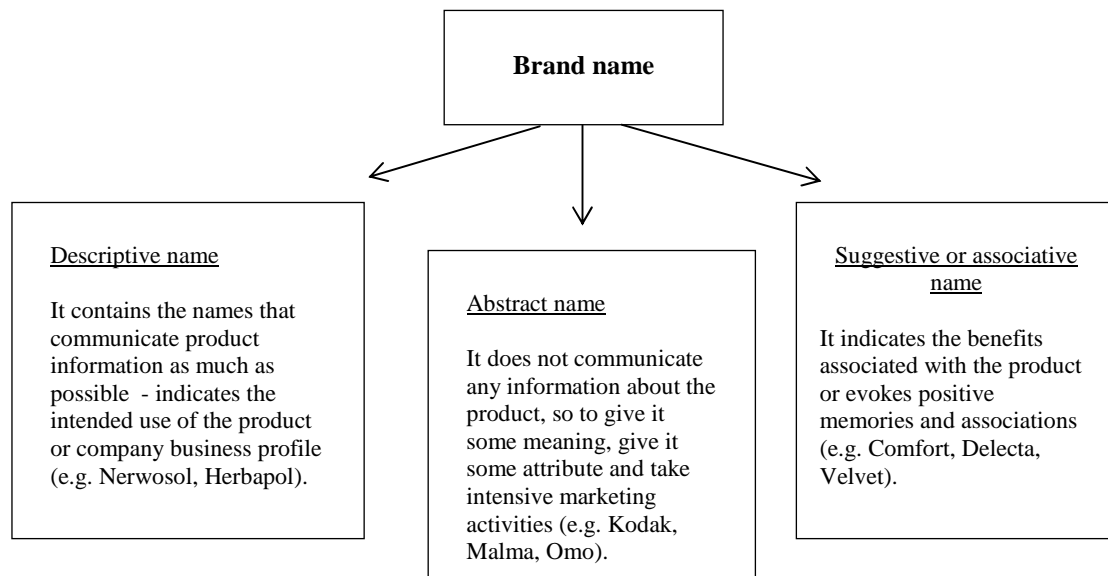 Brand name
Descriptive name
It contains the names that
communicate product
information as much as
possible - indicates the
intended use of the product
or company business profile
(e.g. Nerwosol, Herbapol).
Abstract name
It does not communicate
any information about the
product, so to give it
some meaning, give it
some attribute and take
intensive marketing
activities (e.g. Kodak,
Malma, Omo).
Suggestive or associative
name
It indicates the benefits
associated with the product
or evokes positive
memories and associations
(e.g. Comfort, Delecta,
Velvet).